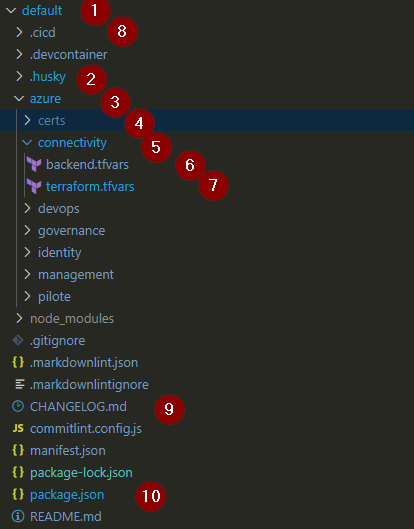 default 1
.cicd 8
.devcontainer
.husky 2
azure 3
certs 4
connectivity 5
backend.tfvars 6
terraform.tfvars 7
devops
governance
identity
management
pilote
node_modules
.gitignore
{} .markdownlint.json
.markdownlintignore
CHANGELOG.md 9
JS commitlint.config.js
{} manifest.json
{} package-lock.json
{} package.json 10
README.md